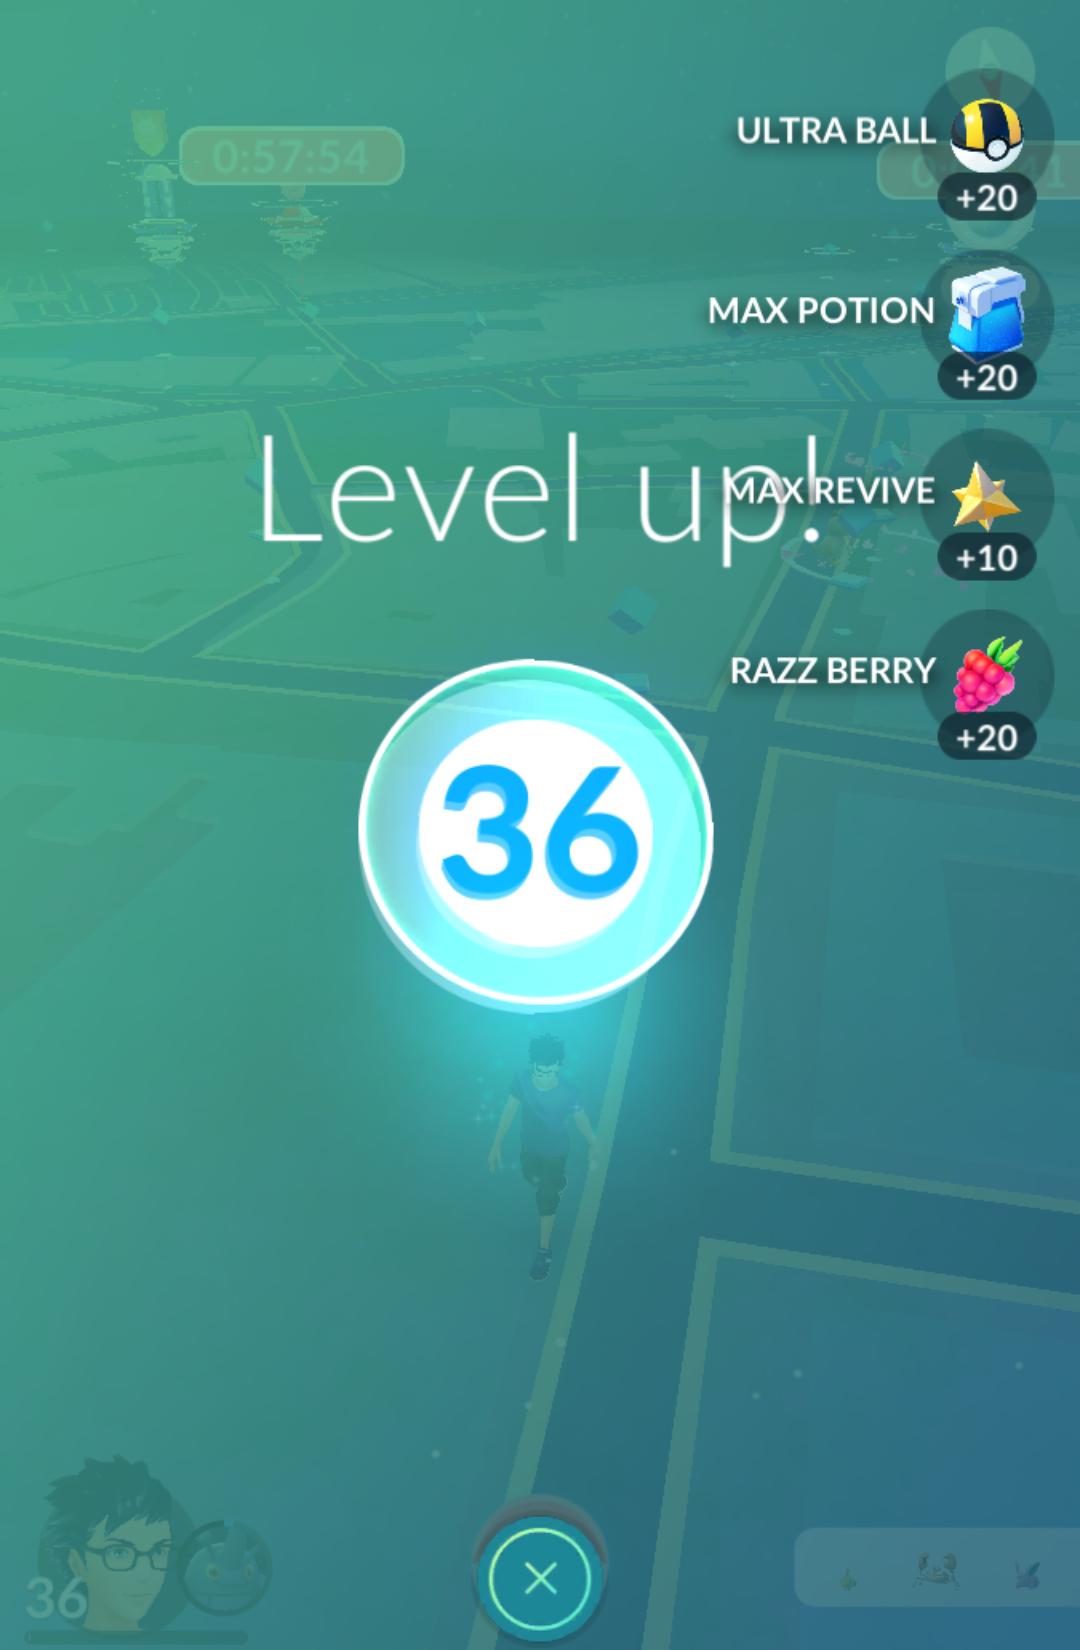 0:57:54
ULTRA BALL
+20
MAX POTION
+20
Level up!
MAX REVIVE
+10
RAZZ BERRY
+20
36
36